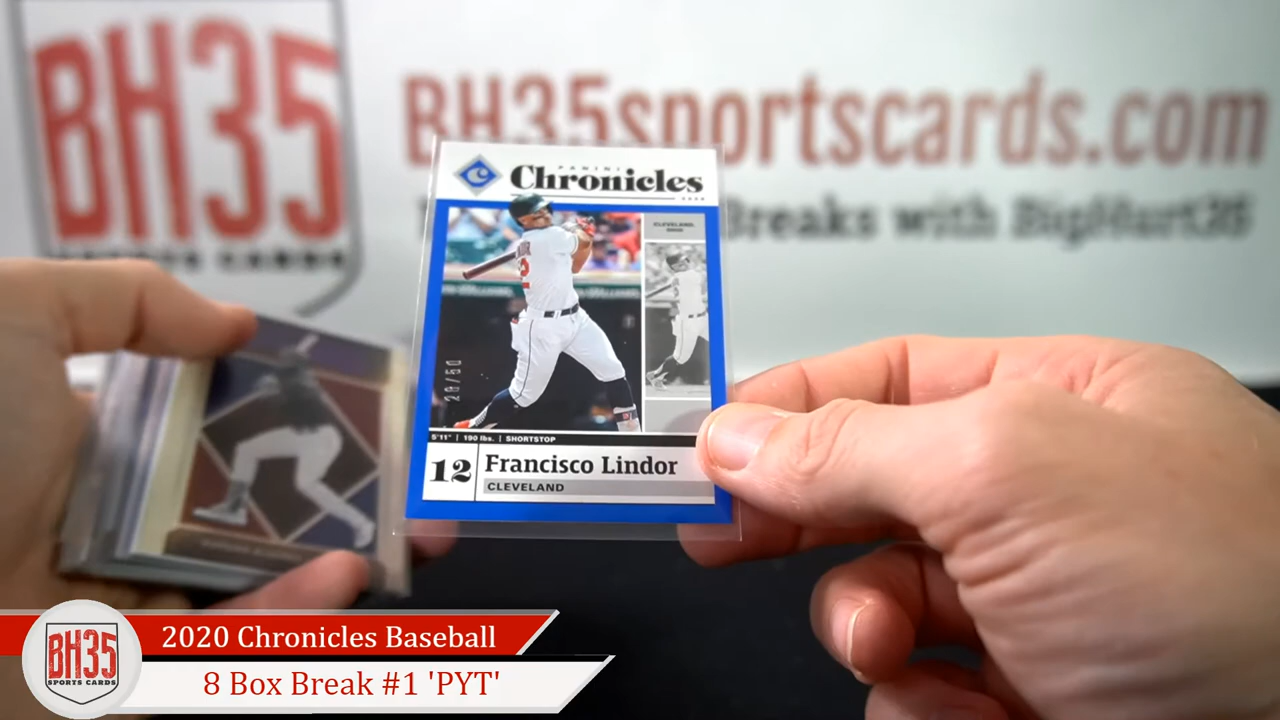 BH35
SPORTS CARDS
BH35sportscards.com
Breaks with BigHurt35
PANINI
Chronicles
CLEVELAND
5'11" | 190 lbs. | SHORTSTOP
12
Francisco Lindor
CLEVELAND
BH35
SPORTS CARDS
2020 Chronicles Baseball
8 Box Break #1 'PYT'